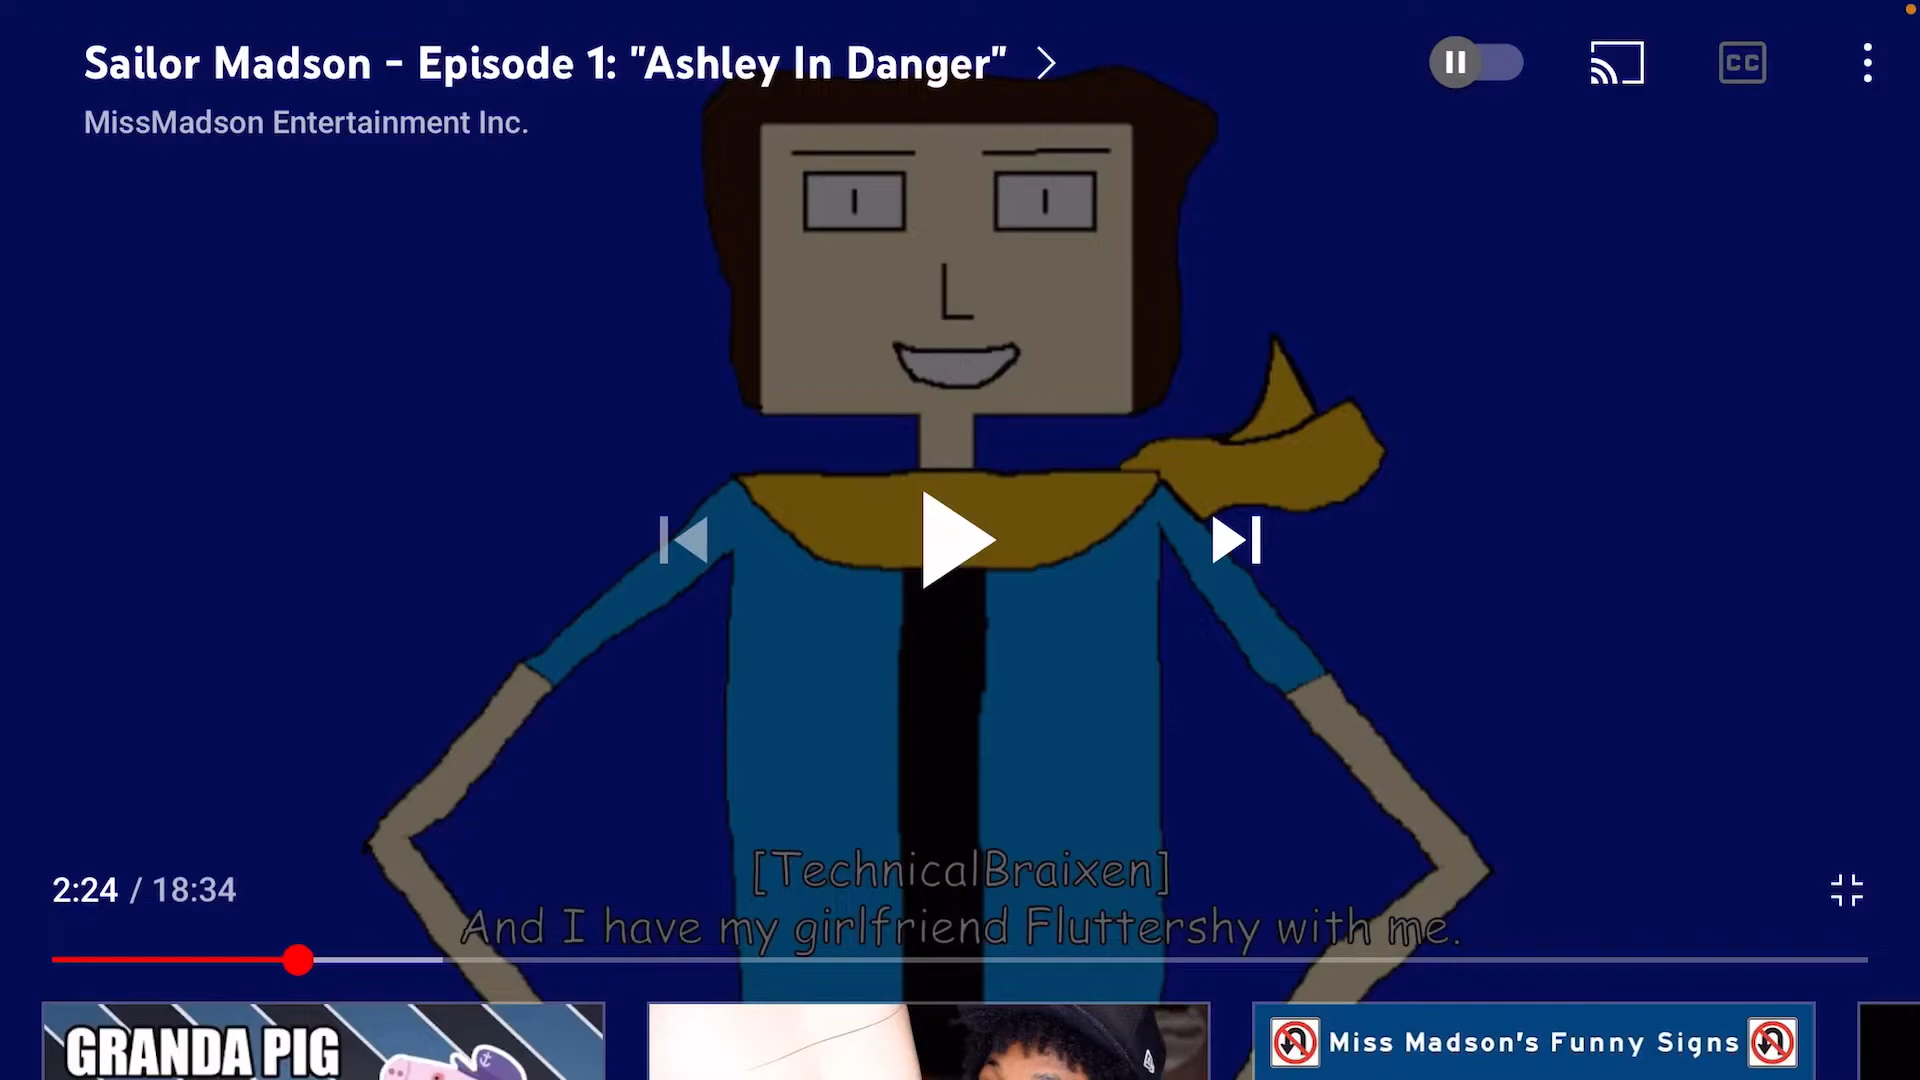 Sailor Madson - Episode 1: "Ashley In Danger"
MissMadson Entertainment Inc.
CC
[TechnicalBraixen]
And I have my girlfriend Fluttershy with me.
2:24 / 18:34
GRANDA PIG
Miss Madson's Funny Signs